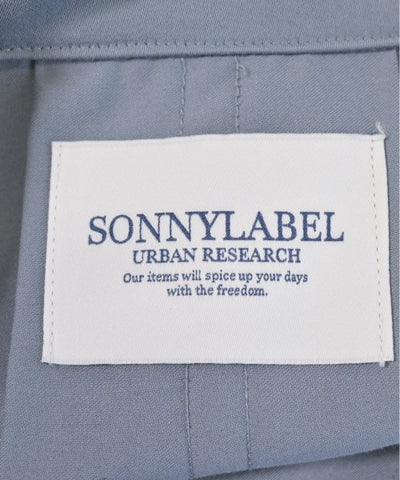 SONNYLABEL
URBAN RESEARCH
Our items will spice up your days
with the freedom.